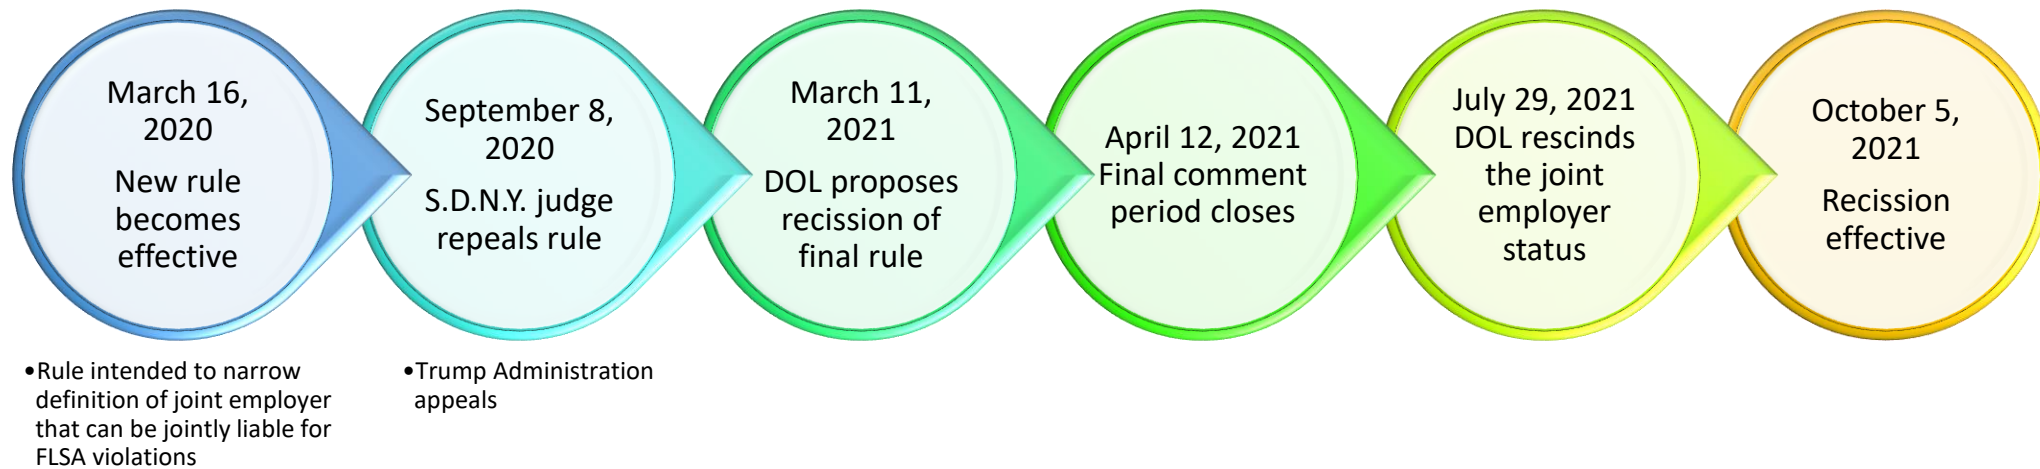 March 16,
2020
New rule
becomes
effective
September 8,
2020
S.D.N.Y. judge
repeals rule
March 11,
2021
DOL proposes
recission of
final rule
April 12, 2021
Final comment
period closes
July 29, 2021
DOL rescinds
the joint
employer
status
October 5,
2021
Recission
effective
•Rule intended to narrow
definition of joint employer
that can be jointly liable for
FLSA violations
•Trump Administration
appeals